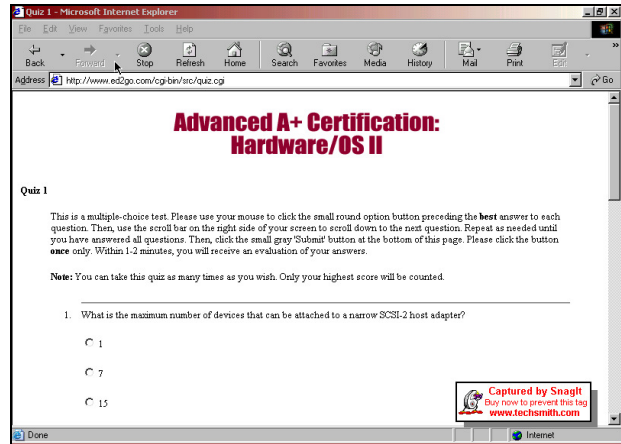 Quiz 1 - Microsoft Internet Explorer
File Edit View Favorites Tools Help
Back Forward Stop Refresh Home Search Favorites Media History Mail Print Edit »
Address http://www.ed2go.com/cgi-bin/src/quiz.cgi Go
Advanced A+ Certification:
Hardware/OS II
Quiz 1
This is a multiple-choice test. Please use your mouse to click the small round option button preceding the best answer to each
question. Then, use the scroll bar on the right side of your screen to scroll down to the next question. Repeat as needed until
you have answered all questions. Then, click the small gray 'Submit' button at the bottom of this page. Please click the button
once only. Within 1-2 minutes, you will receive an evaluation of your answers.
Note: You can take this quiz as many times as you wish. Only your highest score will be counted.
1. What is the maximum number of devices that can be attached to a narrow SCSI-2 host adapter?
1
7
15
Captured by SnagIt
Buy now to prevent this tag
www.techsmith.com
Done Internet